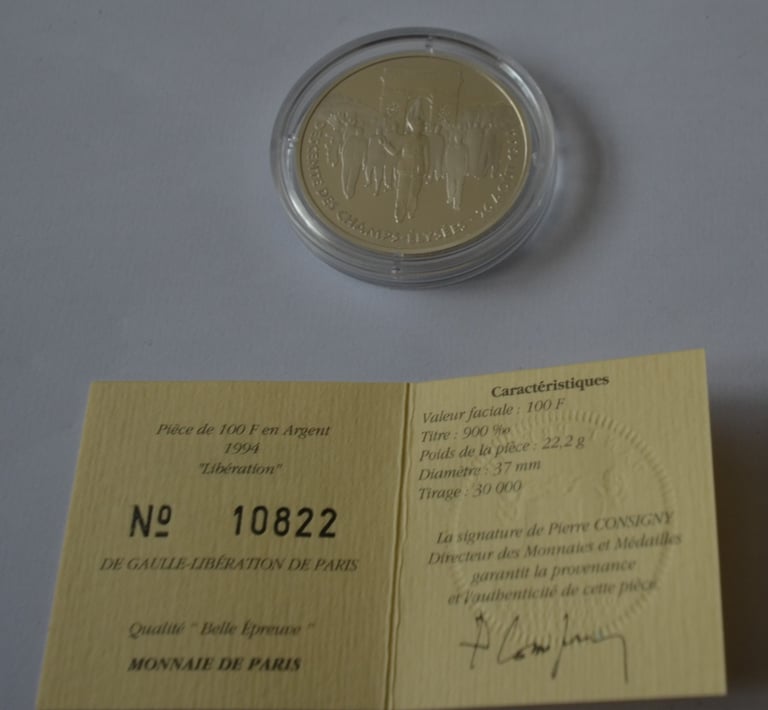 DESCENTE DES CHAMPS-ÉLYSÉES - 26 AOÛT 1944
Pièce de 100 F en Argent
1994
"Libération"
Nº 10822
DE GAULLE-LIBÉRATION DE PARIS
Qualité " Belle Épreuve "
MONNAIE DE PARIS
Caractéristiques
Valeur faciale : 100 F
Titre : 900 ‰
Poids de la pièce : 22,2 g
Diamètre : 37 mm
Tirage : 30 000
La signature de Pierre CONSIGNY
Directeur des Monnaies et Médailles
garantit la provenance
et l'authenticité de cette pièce.